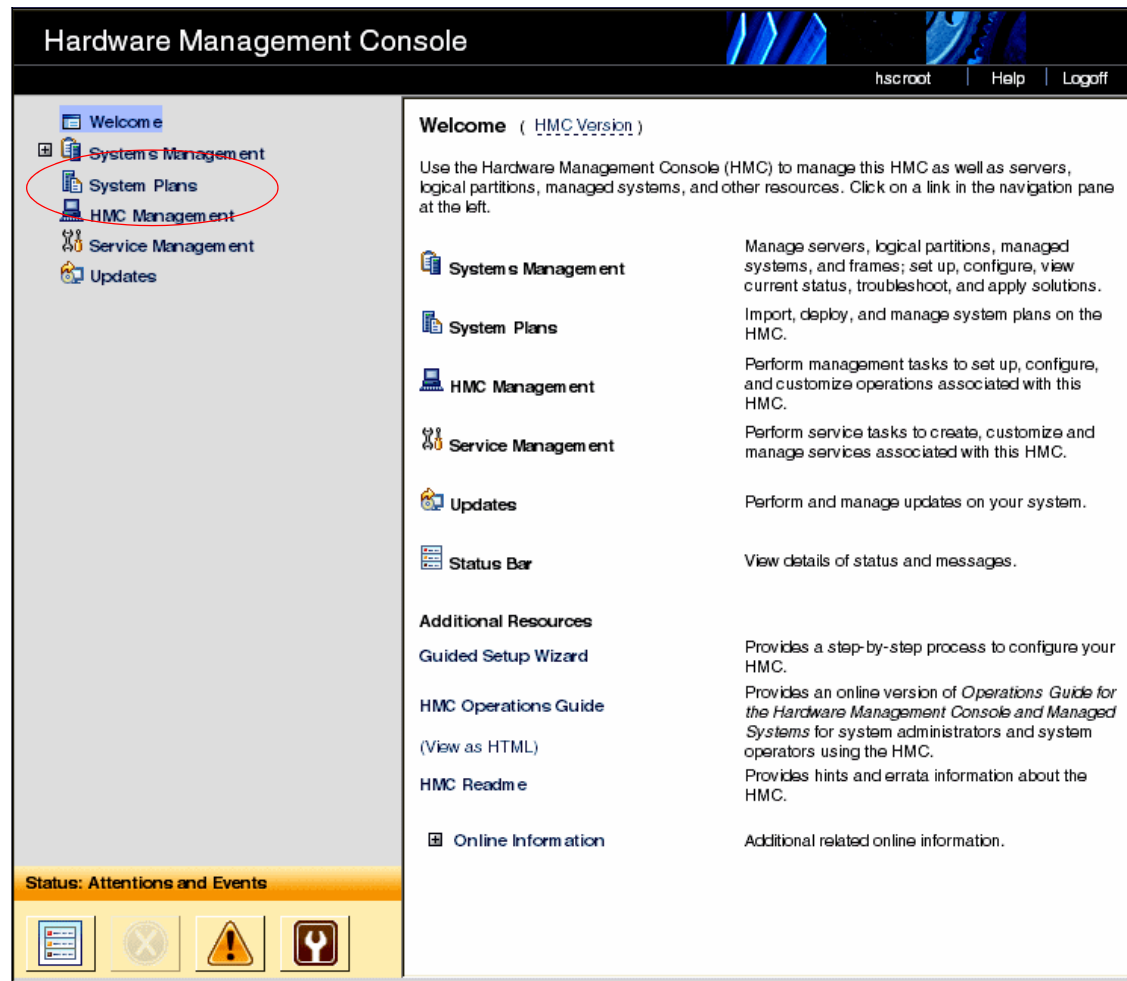 Hardware Management Console
hscroot | Help | Logoff
Welcome
Systems Management
System Plans
HMC Management
Service Management
Updates
Welcome ( HMC Version )
Use the Hardware Management Console (HMC) to manage this HMC as well as servers,
logical partitions, managed systems, and other resources. Click on a link in the navigation pane
at the left.
Systems Management
Manage servers, logical partitions, managed
systems, and frames; set up, configure, view
current status, troubleshoot, and apply solutions.
System Plans
Import, deploy, and manage system plans on the
HMC.
HMC Management
Perform management tasks to set up, configure,
and customize operations associated with this
HMC.
Service Management
Perform service tasks to create, customize and
manage services associated with this HMC.
Updates
Perform and manage updates on your system.
Status Bar
View details of status and messages.
Additional Resources
Guided Setup Wizard
Provides a step-by-step process to configure your
HMC.
HMC Operations Guide
(View as HTML)
Provides an online version of Operations Guide for
the Hardware Management Console and Managed
Systems for system administrators and system
operators using the HMC.
HMC Readme
Provides hints and errata information about the
HMC.
Online Information
Additional related online information.
Status: Attentions and Events